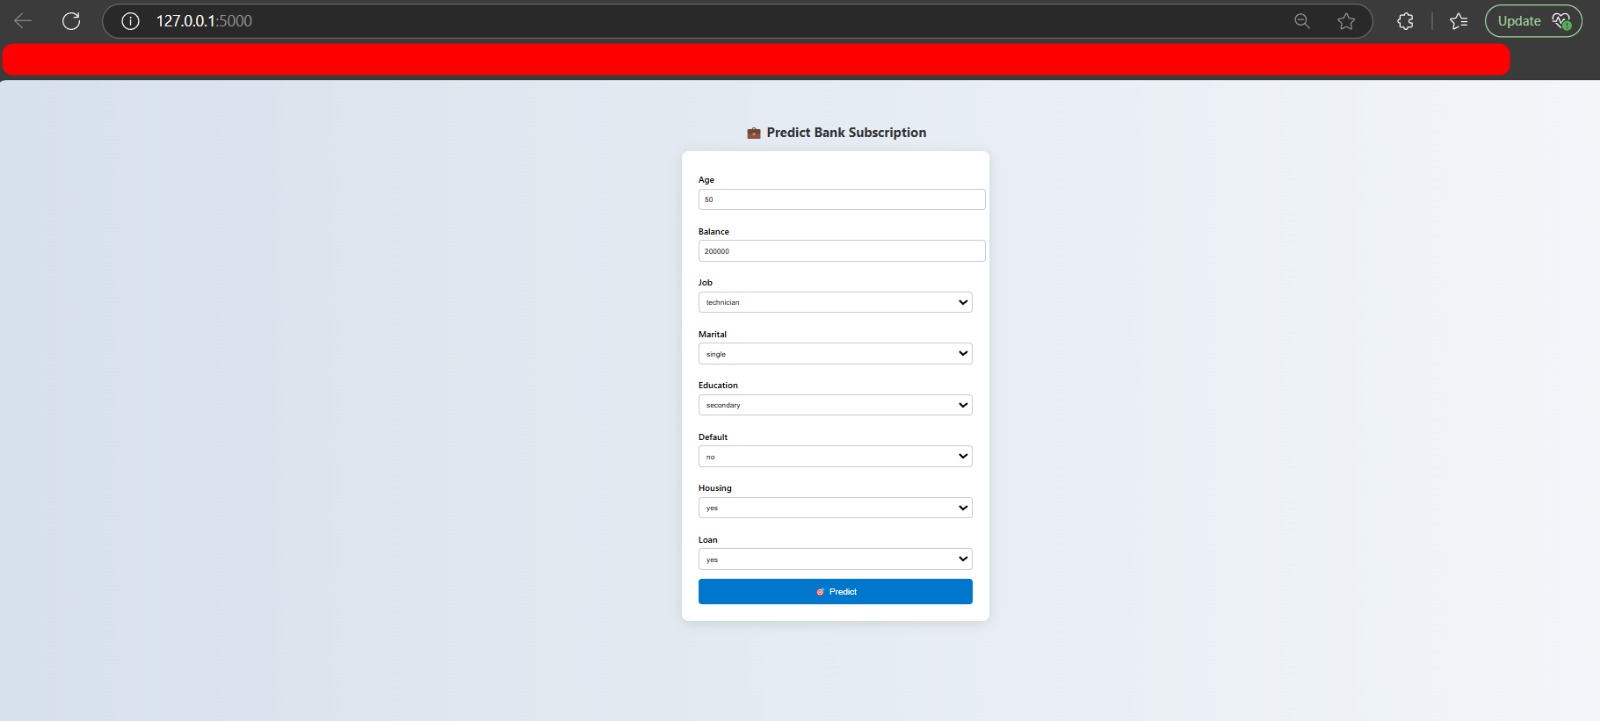 127.0.0.1:5000
Update
Predict Bank Subscription
Age
50
Balance
200000
Job
technician
Marital
single
Education
secondary
Default
no
Housing
yes
Loan
yes
Predict